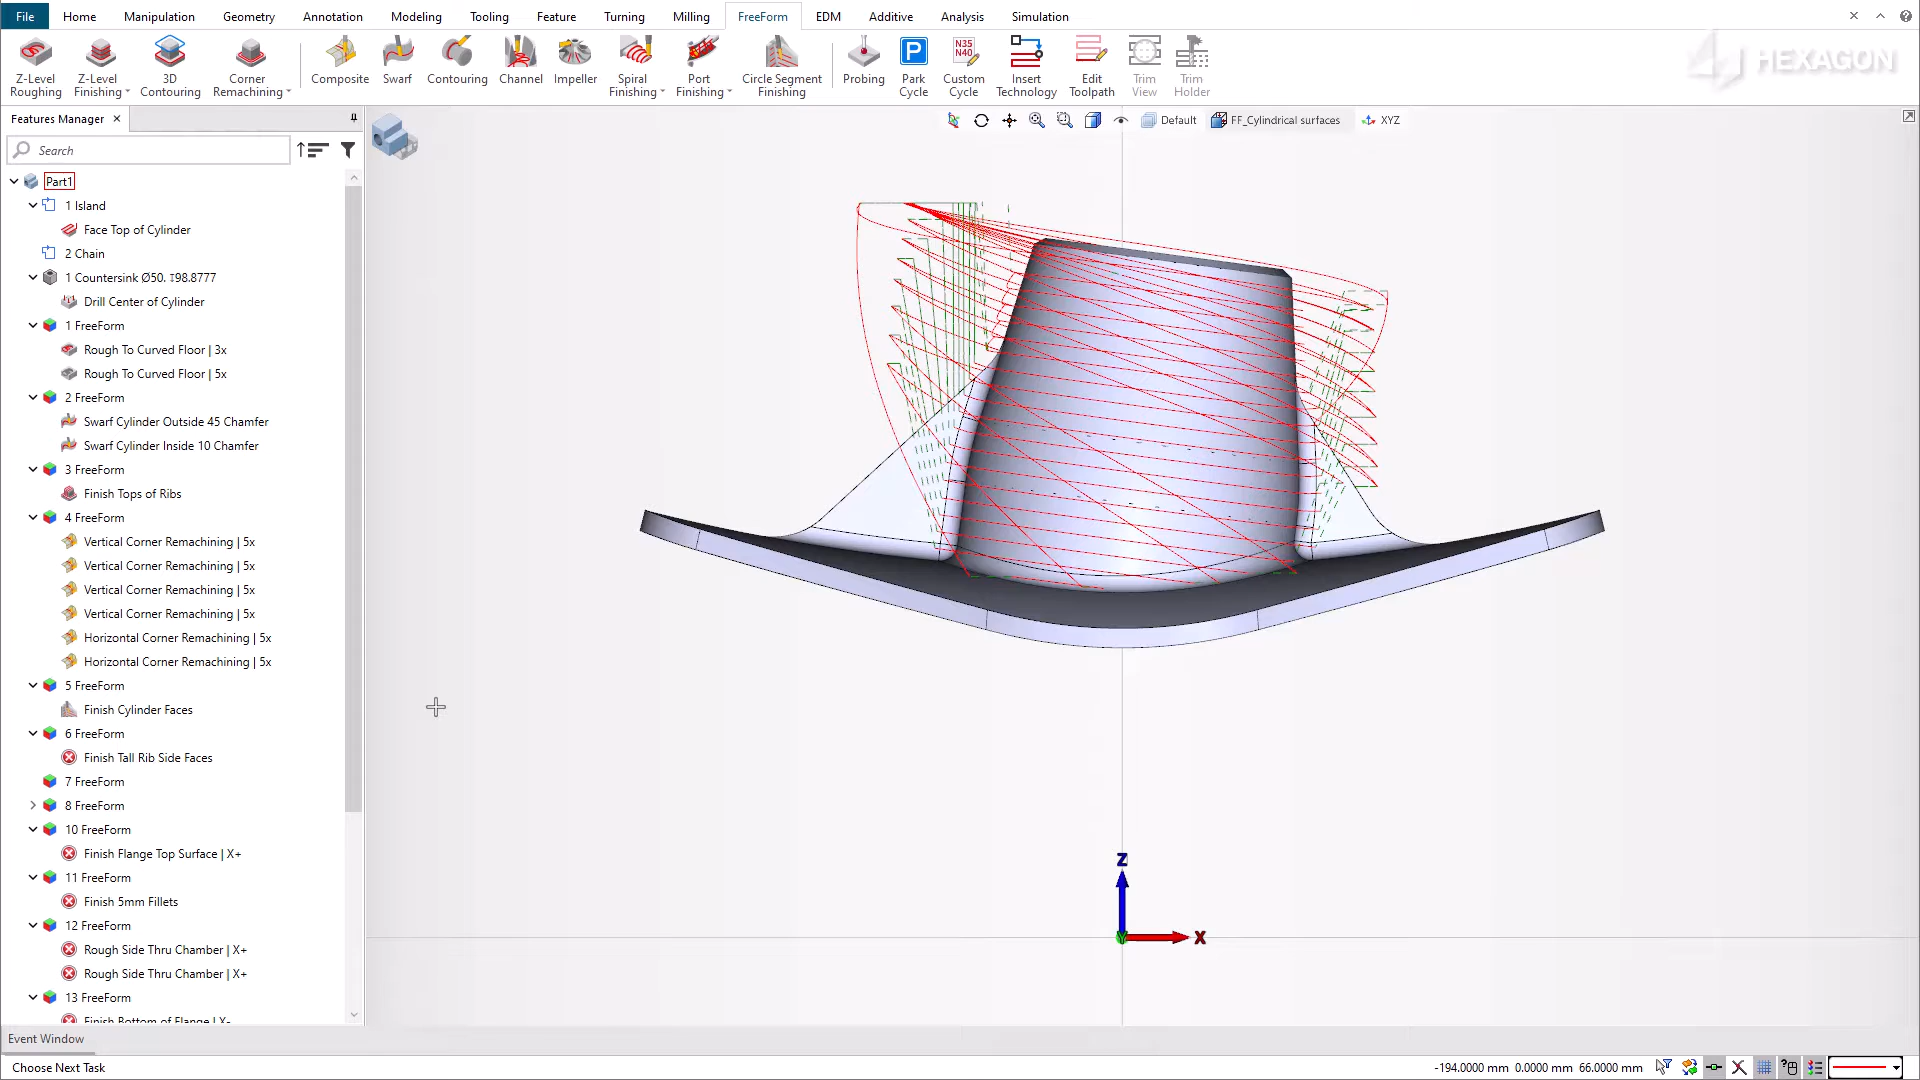 File Home Manipulation Geometry Annotation Modeling Tooling Feature Turning Milling FreeForm EDM Additive Analysis Simulation
Z-Level Roughing
Z-Level Finishing
3D Contouring
Corner Remachining
Composite
Swarf
Contouring
Channel
Impeller
Spiral Finishing
Port Finishing
Circle Segment Finishing
Probing
P
Park Cycle
N35
N40
Custom Cycle
Insert Technology
Edit Toolpath
Trim View
Trim Holder
HEXAGON
Features Manager
Default FF_Cylindrical surfaces XYZ
Search
Part1
1 Island
Face Top of Cylinder
2 Chain
1 Countersink Ø50. ↧98.8777
Drill Center of Cylinder
1 FreeForm
Rough To Curved Floor | 3x
Rough To Curved Floor | 5x
2 FreeForm
Swarf Cylinder Outside 45 Chamfer
Swarf Cylinder Inside 10 Chamfer
3 FreeForm
Finish Tops of Ribs
4 FreeForm
Vertical Corner Remachining | 5x
Vertical Corner Remachining | 5x
Vertical Corner Remachining | 5x
Vertical Corner Remachining | 5x
Horizontal Corner Remachining | 5x
Horizontal Corner Remachining | 5x
5 FreeForm
Finish Cylinder Faces
6 FreeForm
Finish Tall Rib Side Faces
7 FreeForm
8 FreeForm
10 FreeForm
Finish Flange Top Surface | X+
11 FreeForm
Finish 5mm Fillets
12 FreeForm
Rough Side Thru Chamber | X+
Rough Side Thru Chamber | X+
13 FreeForm
Finish Bottom of Flange | X-
Z
Y
X
Event Window
Choose Next Task
-194.0000 mm 0.0000 mm 66.0000 mm